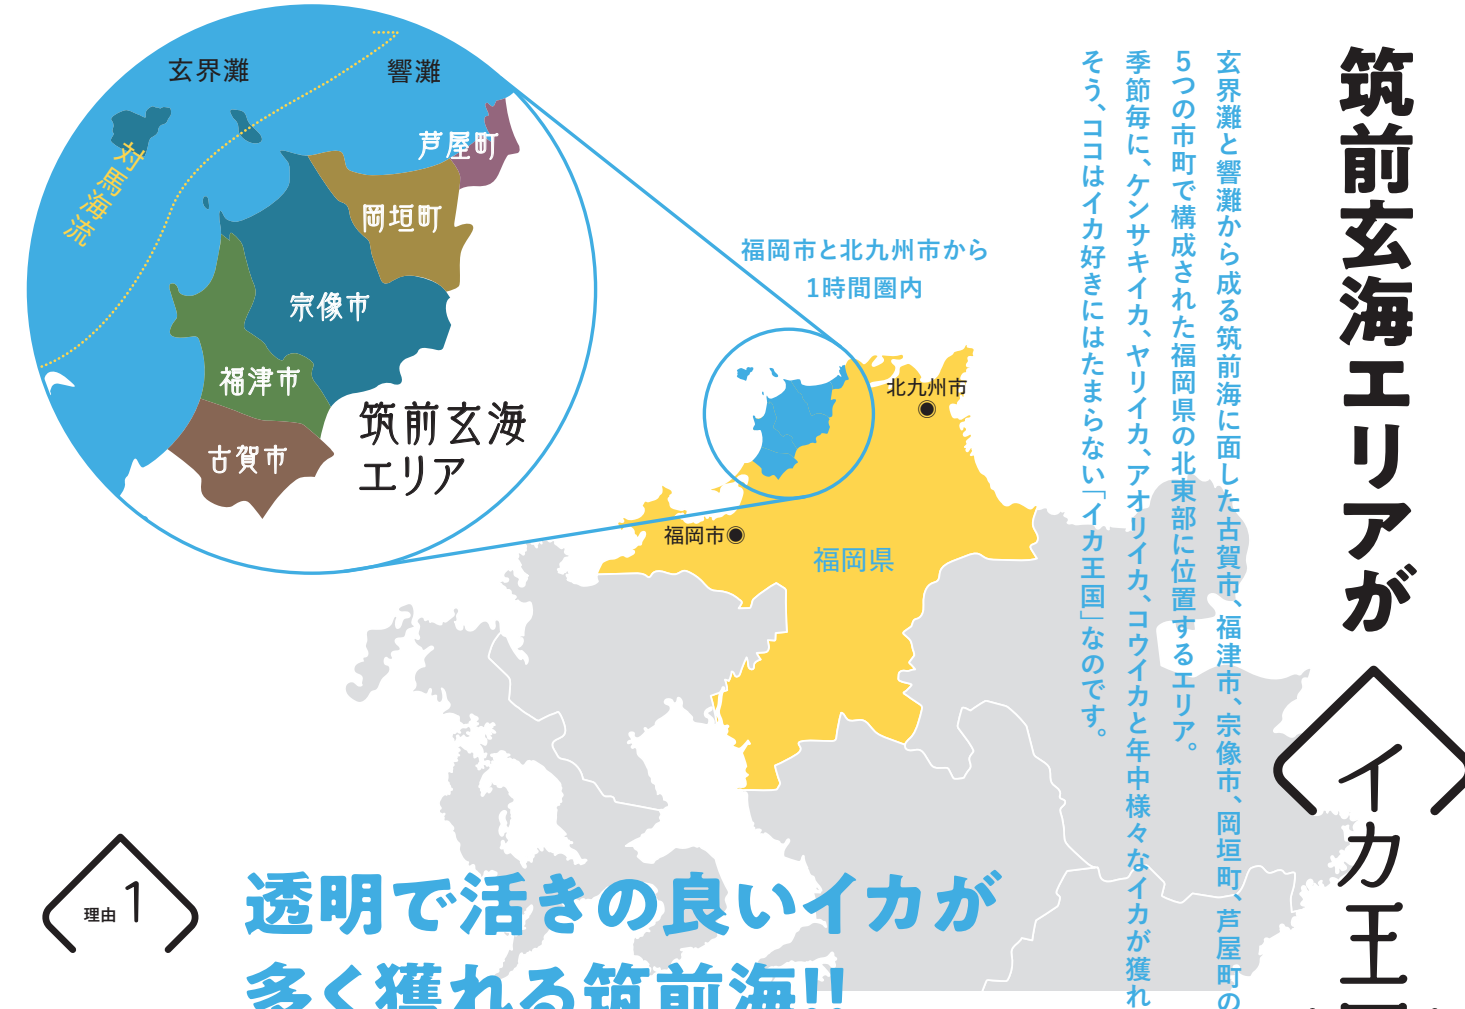 筑前玄海エリアが
イカ王
玄界灘と響灘から成る筑前海に面した古賀市、福津市、宗像市、岡垣町、芦屋町の
5つの市町で構成された福岡県の北東部に位置するエリア。
季節毎に、ケンサキイカ、ヤリイカ、アオリイカ、コウイカと年中様々なイカが獲れ
そう、ココはイカ好きにはたまらない「イカ王国」なのです。
玄界灘
響灘
対馬海流
芦屋町
岡垣町
宗像市
福津市
古賀市
筑前玄海
エリア
福岡市と北九州市から
1時間圏内
北九州市
福岡市
福岡県
理由1
透明で活きの良いイカが
多く獲れる筑前海!!